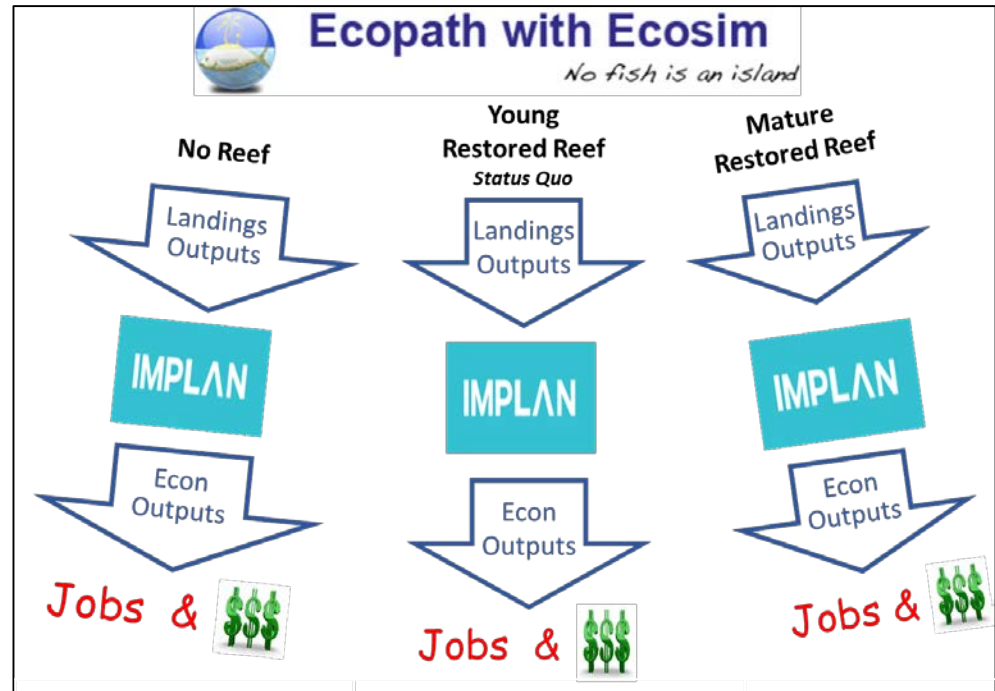 Ecopath with Ecosim
No fish is an island
No Reef
Young
Restored Reef
Status Quo
Mature
Restored Reef
Landings
Outputs
Landings
Outputs
Landings
Outputs
IMPLAN
IMPLAN
IMPLAN
Econ
Outputs
Econ
Outputs
Econ
Outputs
Jobs & $$$
Jobs & $$$
Jobs & $$$